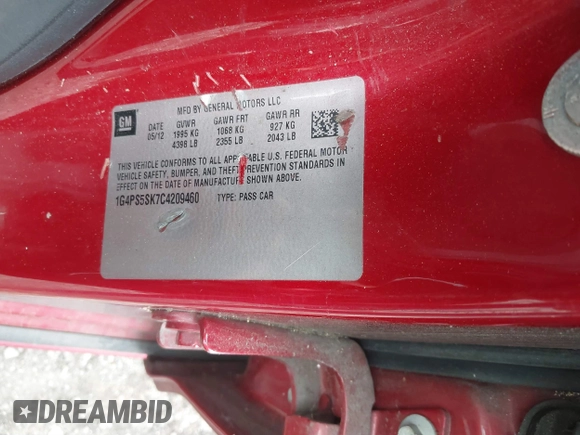 MFD BY GENERAL MOTORS LLC
GM DATE GVWR GAWR FRT GAWR RR
05/12 1995 KG 1068 KG 927 KG
4398 LB 2355 LB 2043 LB
THIS VEHICLE CONFORMS TO ALL APPLICABLE U.S. FEDERAL MOTOR
VEHICLE SAFETY, BUMPER, AND THEFT PREVENTION STANDARDS IN
EFFECT ON THE DATE OF MANUFACTURE SHOWN ABOVE.
1G4PS5SK7C4209460 TYPE: PASS CAR
DREAMBID